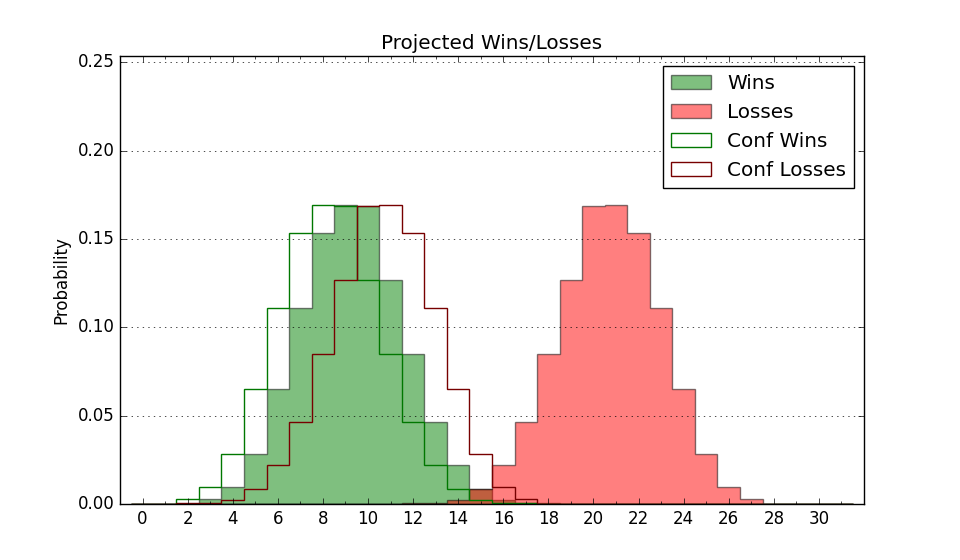 Projected Wins/Losses
0.25
0.20
0.15
0.10
0.05
0.00
Probability
Wins
Losses
Conf Wins
Conf Losses
0 2 4 6 8 10 12 14 16 18 20 22 24 26 28 30